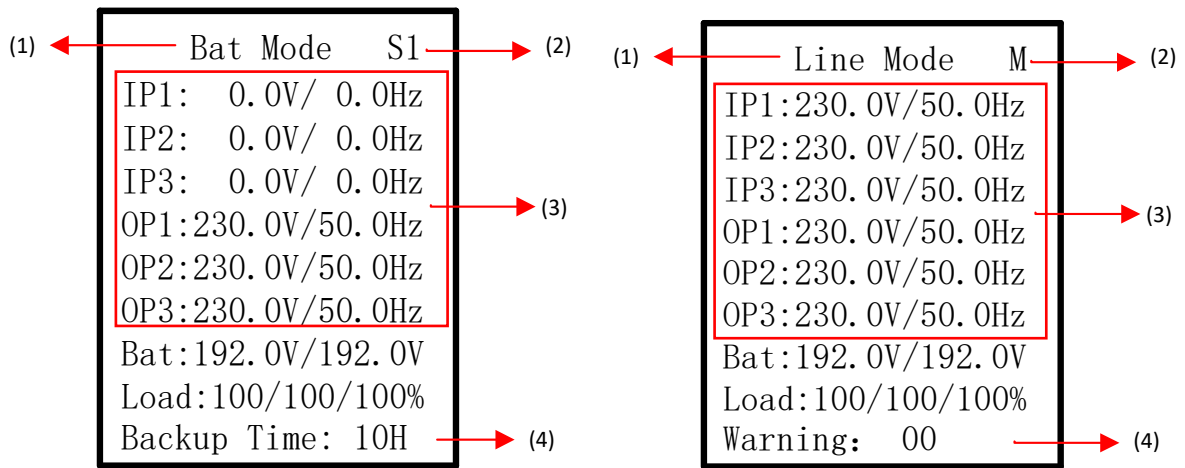 (1) Bat Mode S1 (2)
IP1: 0.0V/ 0.0Hz
IP2: 0.0V/ 0.0Hz
IP3: 0.0V/ 0.0Hz
(3)
OP1:230.0V/50.0Hz
OP2:230.0V/50.0Hz
OP3:230.0V/50.0Hz
Bat:192.0V/192.0V
Load:100/100/100%
Backup Time: 10H (4)
(1) Line Mode M (2)
IP1:230.0V/50.0Hz
IP2:230.0V/50.0Hz
IP3:230.0V/50.0Hz
(3)
OP1:230.0V/50.0Hz
OP2:230.0V/50.0Hz
OP3:230.0V/50.0Hz
Bat:192.0V/192.0V
Load:100/100/100%
Warning: 00 (4)